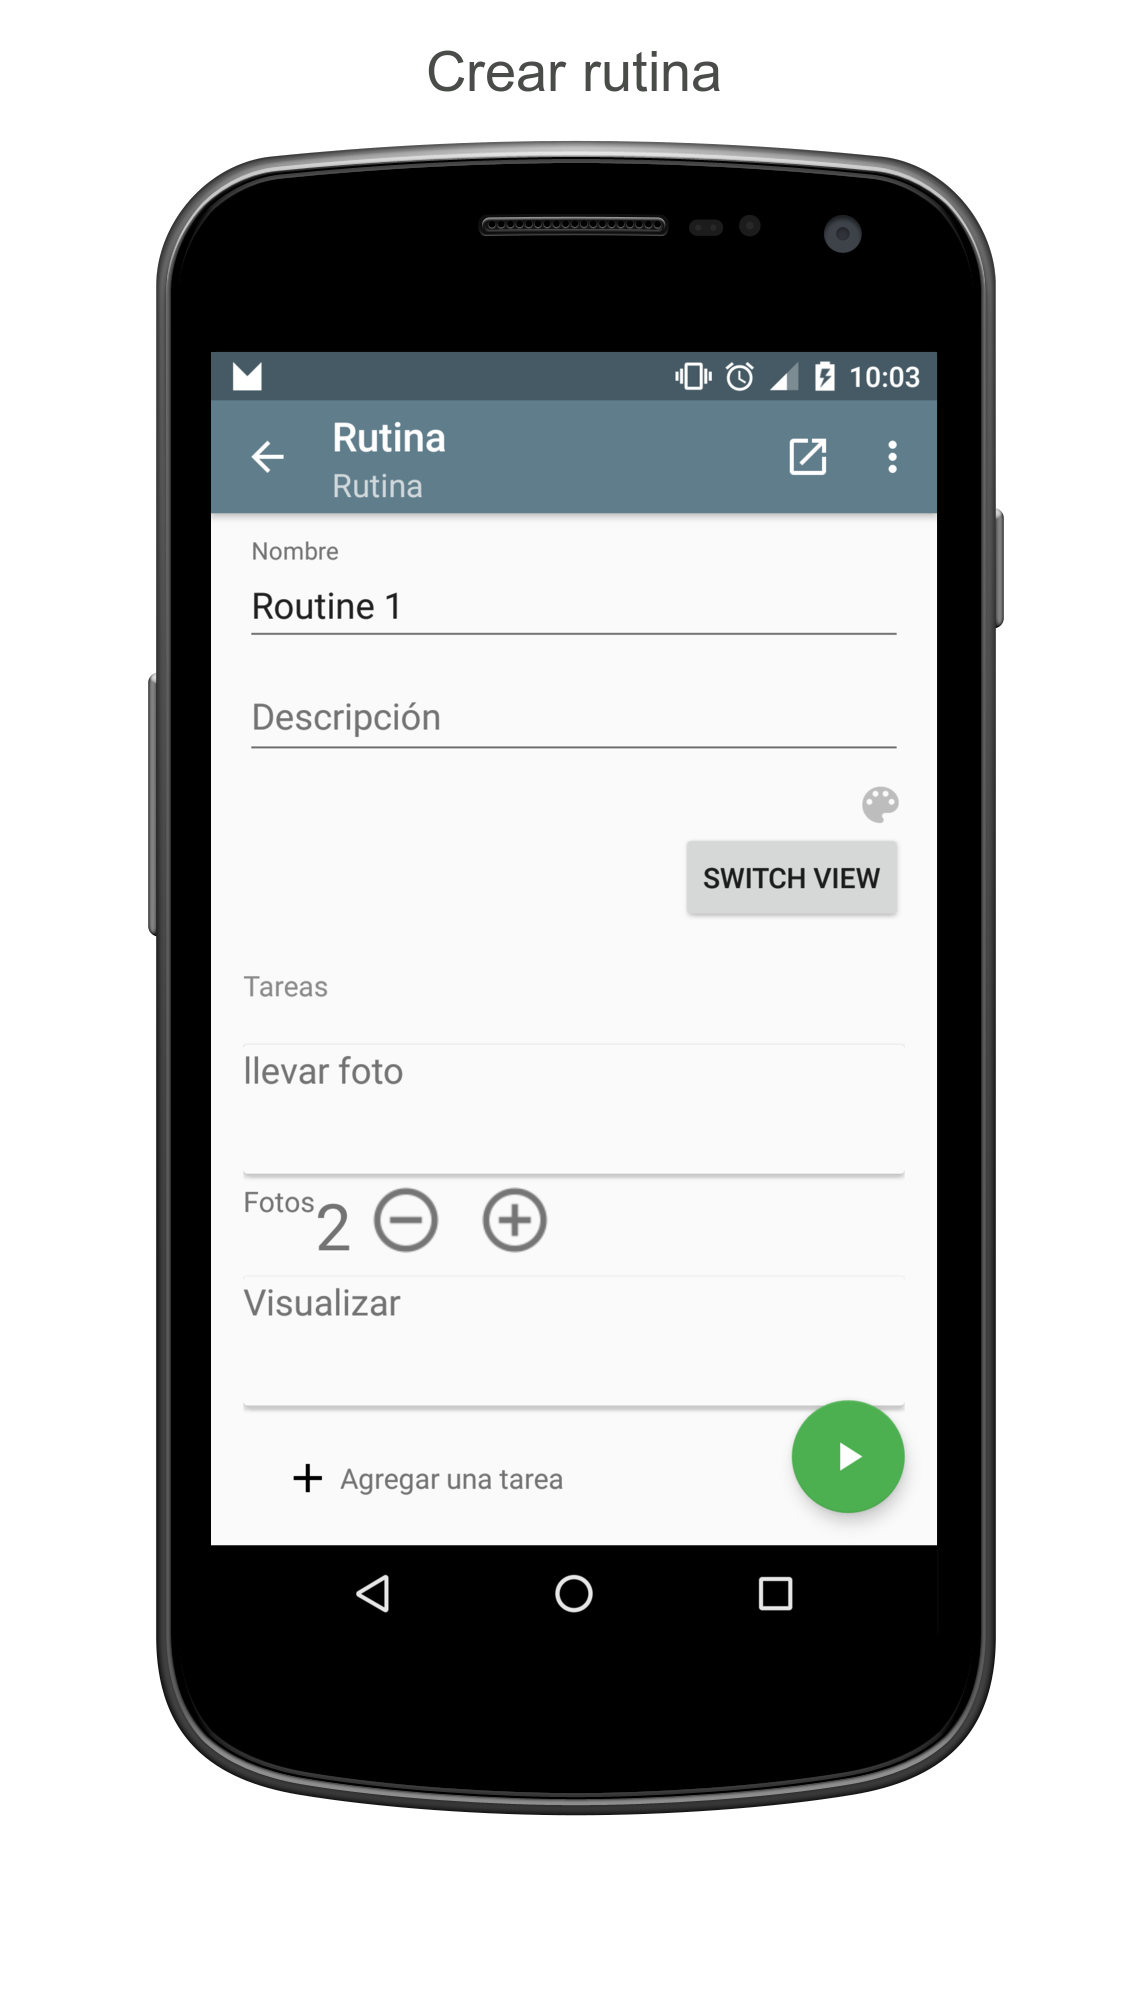 Crear rutina
10:03
Rutina
Rutina
Nombre
Routine 1
Descripción
SWITCH VIEW
Tareas
llevar foto
Fotos 2
Visualizar
Agregar una tarea